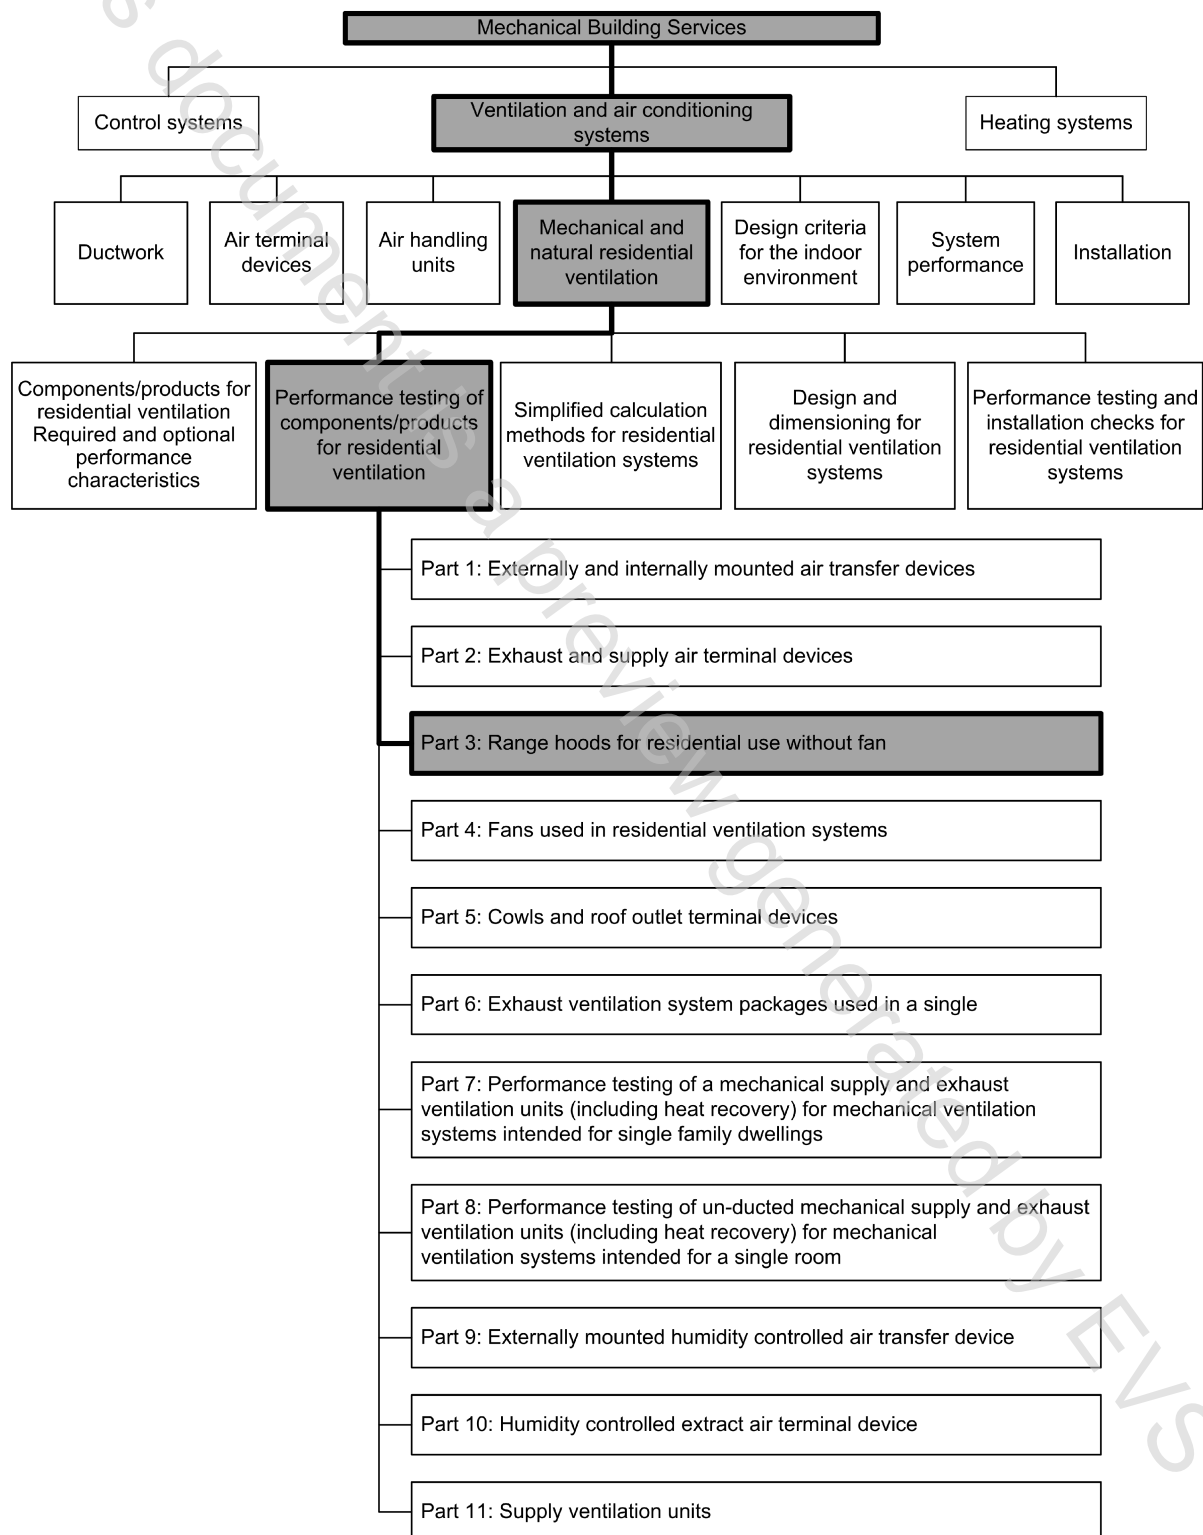 Mechanical Building Services
Control systems
Ventilation and air conditioning
systems
Heating systems
Ductwork
Air terminal
devices
Air handling
units
Mechanical and
natural residential
ventilation
Design criteria
for the indoor
environment
System
performance
Installation
Components/products for
residential ventilation
Required and optional
performance
characteristics
Performance testing of
components/products
for residential
ventilation
Simplified calculation
methods for residential
ventilation systems
Design and
dimensioning for
residential ventilation
systems
Performance testing and
installation checks for
residential ventilation
systems
Part 1: Externally and internally mounted air transfer devices
Part 2: Exhaust and supply air terminal devices
Part 3: Range hoods for residential use without fan
Part 4: Fans used in residential ventilation systems
Part 5: Cowls and roof outlet terminal devices
Part 6: Exhaust ventilation system packages used in a single
Part 7: Performance testing of a mechanical supply and exhaust
ventilation units (including heat recovery) for mechanical ventilation
systems intended for single family dwellings
Part 8: Performance testing of un-ducted mechanical supply and exhaust
ventilation units (including heat recovery) for mechanical
ventilation systems intended for a single room
Part 9: Externally mounted humidity controlled air transfer device
Part 10: Humidity controlled extract air terminal device
Part 11: Supply ventilation units
s document is a preview generated by EVS